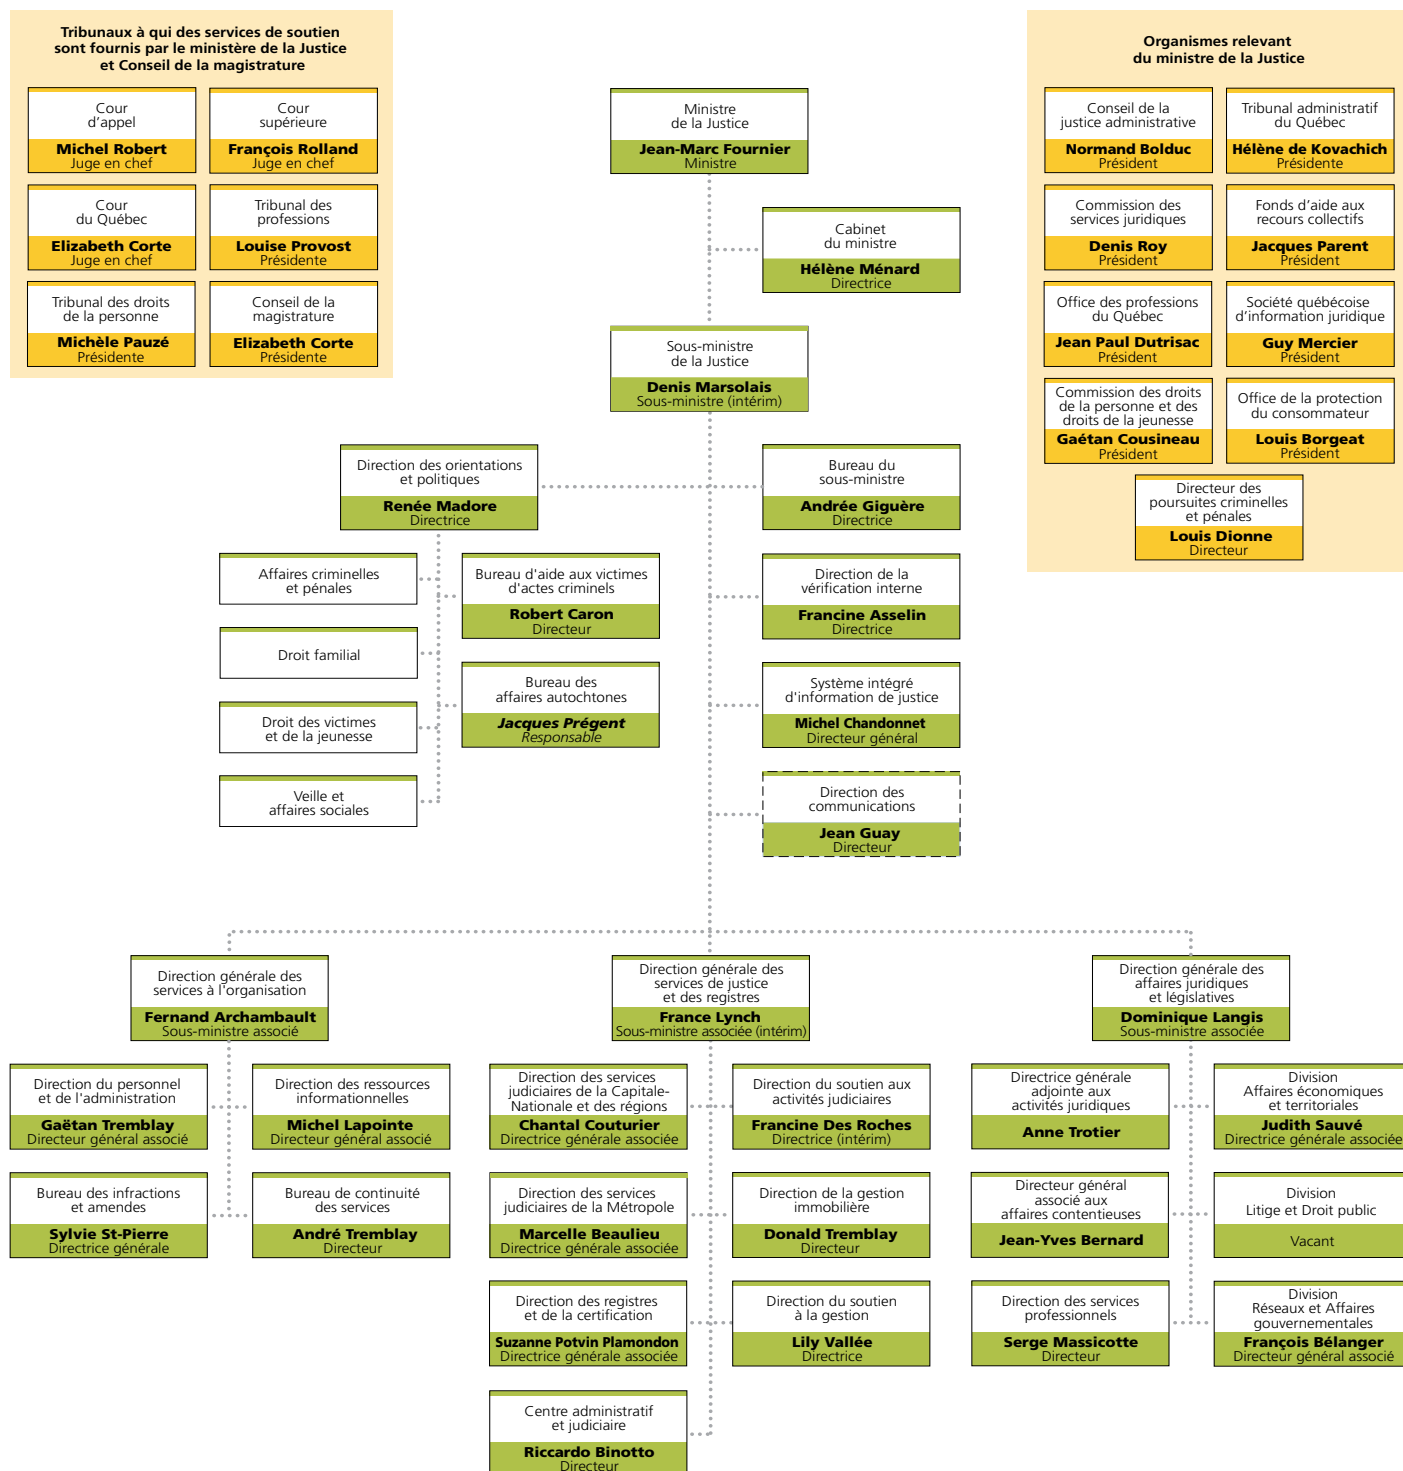 Tribunaux à qui des services de soutien
sont fournis par le ministère de la Justice
et Conseil de la magistrature
Cour
d'appel
Michel Robert
Juge en chef
Cour
supérieure
François Rolland
Juge en chef
Cour
du Québec
Elizabeth Corte
Juge en chef
Tribunal des
professions
Louise Provost
Présidente
Tribunal des droits
de la personne
Michèle Pauzé
Présidente
Conseil de la
magistrature
Elizabeth Corte
Présidente
Ministre
de la Justice
Jean-Marc Fournier
Ministre
Cabinet
du ministre
Hélène Ménard
Directrice
Sous-ministre
de la Justice
Denis Marsolais
Sous-ministre (intérim)
Organismes relevant
du ministre de la Justice
Conseil de la
justice administrative
Normand Bolduc
Président
Tribunal administratif
du Québec
Hélène de Kovachich
Présidente
Commission des
services juridiques
Denis Roy
Président
Fonds d'aide aux
recours collectifs
Jacques Parent
Président
Office des professions
du Québec
Jean Paul Dutrisac
Président
Société québécoise
d'information juridique
Guy Mercier
Président
Commission des droits
de la personne et des
droits de la jeunesse
Gaétan Cousineau
Président
Office de la protection
du consommateur
Louis Borgeat
Président
Directeur des
poursuites criminelles
et pénales
Louis Dionne
Directeur
Direction des orientations
et politiques
Renée Madore
Directrice
Bureau du
sous-ministre
Andrée Giguère
Directrice
Affaires criminelles
et pénales
Bureau d'aide aux victimes
d'actes criminels
Robert Caron
Directeur
Direction de la
vérification interne
Francine Asselin
Directrice
Droit familial
Bureau des
affaires autochtones
Jacques Prégent
Responsable
Système intégré
d'information de justice
Michel Chandonnet
Directeur général
Droit des victimes
et de la jeunesse
Veille et
affaires sociales
Direction des
communications
Jean Guay
Directeur
Direction générale des
services à l'organisation
Fernand Archambault
Sous-ministre associé
Direction générale des
services de justice
et des registres
France Lynch
Sous-ministre associée (intérim)
Direction générale des
affaires juridiques
et législatives
Dominique Langis
Sous-ministre associée
Direction du personnel
et de l'administration
Gaëtan Tremblay
Directeur général associé
Direction des ressources
informationnelles
Michel Lapointe
Directeur général associé
Bureau des infractions
et amendes
Sylvie St-Pierre
Directrice générale
Bureau de continuité
des services
André Tremblay
Directeur
Direction des services
judiciaires de la Capitale-
Nationale et des régions
Chantal Couturier
Directrice générale associée
Direction du soutien aux
activités judiciaires
Francine Des Roches
Directrice (intérim)
Direction des services
judiciaires de la Métropole
Marcelle Beaulieu
Directrice générale associée
Direction de la gestion
immobilière
Donald Tremblay
Directeur
Direction des registres
et de la certification
Suzanne Potvin Plamondon
Directrice générale associée
Direction du soutien
à la gestion
Lily Vallée
Directrice
Centre administratif
et judiciaire
Riccardo Binotto
Directeur
Directrice générale
adjointe aux
activités juridiques
Anne Trotier
Division
Affaires économiques
et territoriales
Judith Sauvé
Directrice générale associée
Directeur général
associé aux
affaires contentieuses
Jean-Yves Bernard
Division
Litige et Droit public
Vacant
Direction des services
professionnels
Serge Massicotte
Directeur
Division
Réseaux et Affaires
gouvernementales
François Bélanger
Directeur général associé